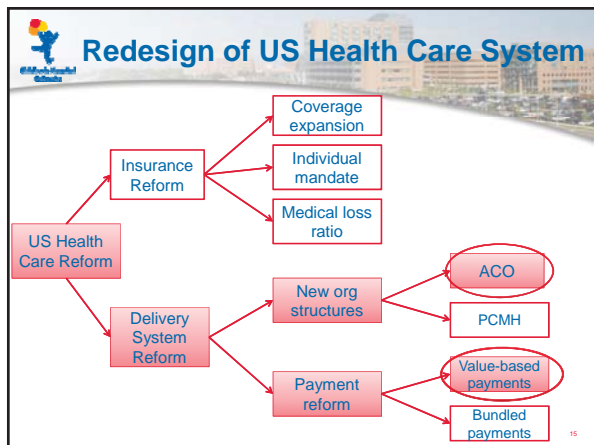 Redesign of US Health Care System
Coverage
expansion
Insurance
Reform
Individual
mandate
Medical loss
ratio
US Health
Care Reform
New org
structures
ACO
PCMH
Delivery
System
Reform
Payment
reform
Value-based
payments
Bundled
payments
15